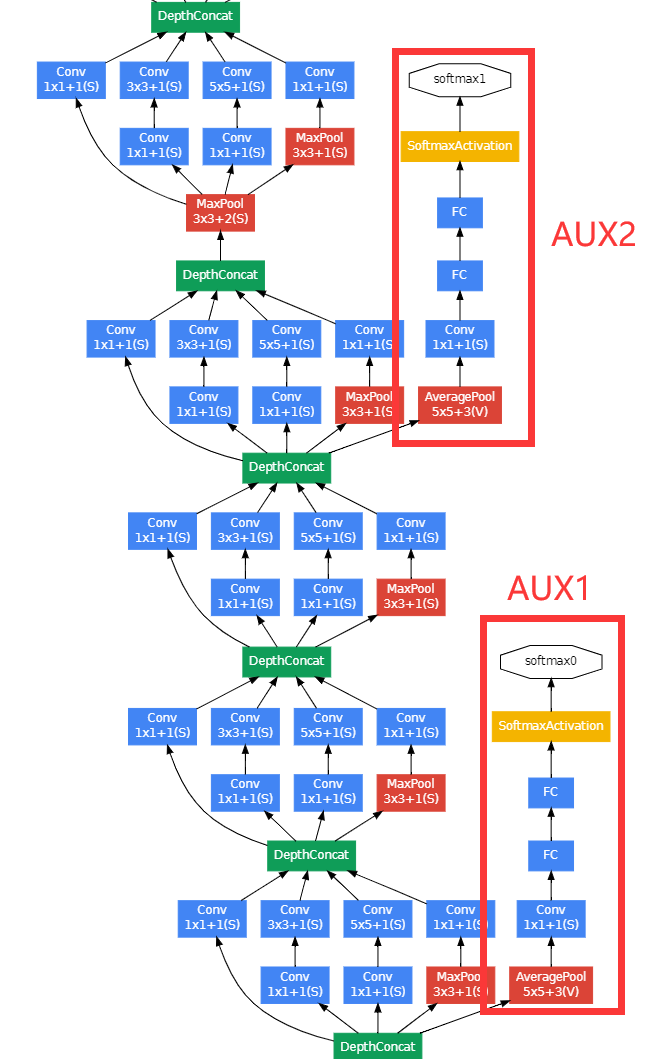 DepthConcat
Conv
1x1+1(S)
Conv
3x3+1(S)
Conv
5x5+1(S)
Conv
1x1+1(S)
softmax1
Conv
1x1+1(S)
Conv
1x1+1(S)
MaxPool
3x3+1(S)
SoftmaxActivation
MaxPool
3x3+2(S)
FC
AUX2
DepthConcat
FC
Conv
1x1+1(S)
Conv
3x3+1(S)
Conv
5x5+1(S)
Conv
1x1+1(S)
Conv
1x1+1(S)
Conv
1x1+1(S)
Conv
1x1+1(S)
MaxPool
3x3+1(S)
AveragePool
5x5+3(V)
DepthConcat
Conv
1x1+1(S)
Conv
3x3+1(S)
Conv
5x5+1(S)
Conv
1x1+1(S)
Conv
1x1+1(S)
Conv
1x1+1(S)
MaxPool
3x3+1(S)
AUX1
DepthConcat
softmax0
Conv
1x1+1(S)
Conv
3x3+1(S)
Conv
5x5+1(S)
Conv
1x1+1(S)
SoftmaxActivation
Conv
1x1+1(S)
Conv
1x1+1(S)
MaxPool
3x3+1(S)
FC
DepthConcat
FC
Conv
1x1+1(S)
Conv
3x3+1(S)
Conv
5x5+1(S)
Conv
1x1+1(S)
Conv
1x1+1(S)
Conv
1x1+1(S)
Conv
1x1+1(S)
MaxPool
3x3+1(S)
AveragePool
5x5+3(V)
DepthConcat